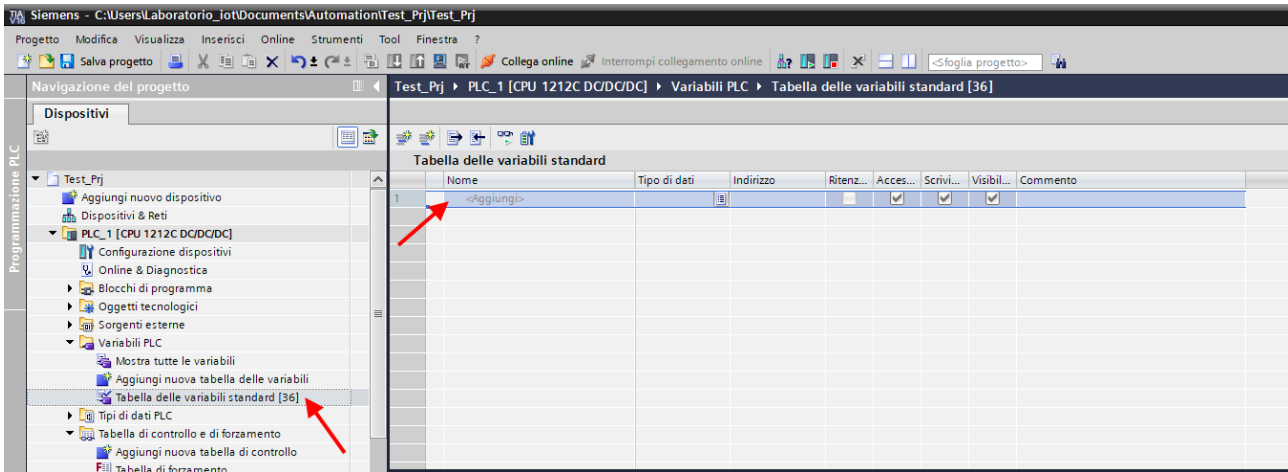 Siemens - C:\Users\Laboratorio_iot\Documents\Automation\Test_Prj\Test_Prj
Progetto Modifica Visualizza Inserisci Online Strumenti Tool Finestra ?
Salva progetto Collega online Interrompi collegamento online <Sfoglia progetto>
Navigazione del progetto
Test_Prj ▸ PLC_1 [CPU 1212C DC/DC/DC] ▸ Variabili PLC ▸ Tabella delle variabili standard [36]
Dispositivi
Programmazione PLC
Tabella delle variabili standard
Nome Tipo di dati Indirizzo Ritenz... Acces... Scrivi... Visibil... Commento
1 <Aggiungi>
Test_Prj
Aggiungi nuovo dispositivo
Dispositivi & Reti
PLC_1 [CPU 1212C DC/DC/DC]
Configurazione dispositivi
Online & Diagnostica
Blocchi di programma
Oggetti tecnologici
Sorgenti esterne
Variabili PLC
Mostra tutte le variabili
Aggiungi nuova tabella delle variabili
Tabella delle variabili standard [36]
Tipi di dati PLC
Tabella di controllo e di forzamento
Aggiungi nuova tabella di controllo
Tabella di forzamento